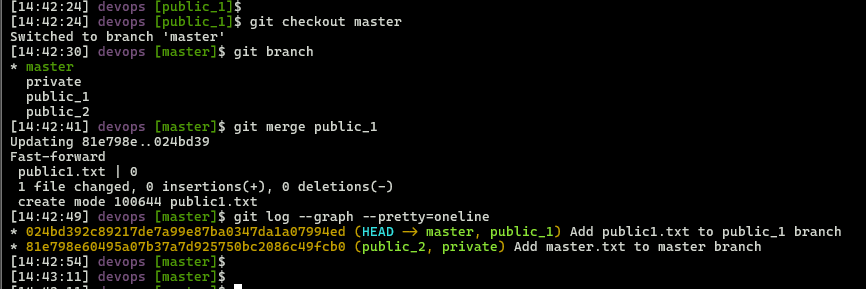 [14:42:24] devops [public_1]$
[14:42:24] devops [public_1]$ git checkout master
Switched to branch 'master'
[14:42:30] devops [master]$ git branch
* master
  private
  public_1
  public_2
[14:42:41] devops [master]$ git merge public_1
Updating 81e798e..024bd39
Fast-forward
 public1.txt | 0
 1 file changed, 0 insertions(+), 0 deletions(-)
 create mode 100644 public1.txt
[14:42:49] devops [master]$ git log --graph --pretty=oneline
* 024bd392c89217de7a99e87ba0347da1a07994ed (HEAD -> master, public_1) Add public1.txt to public_1 branch
* 81e798e60495a07b37a7d925750bc2086c49fcb0 (public_2, private) Add master.txt to master branch
[14:42:54] devops [master]$
[14:43:11] devops [master]$